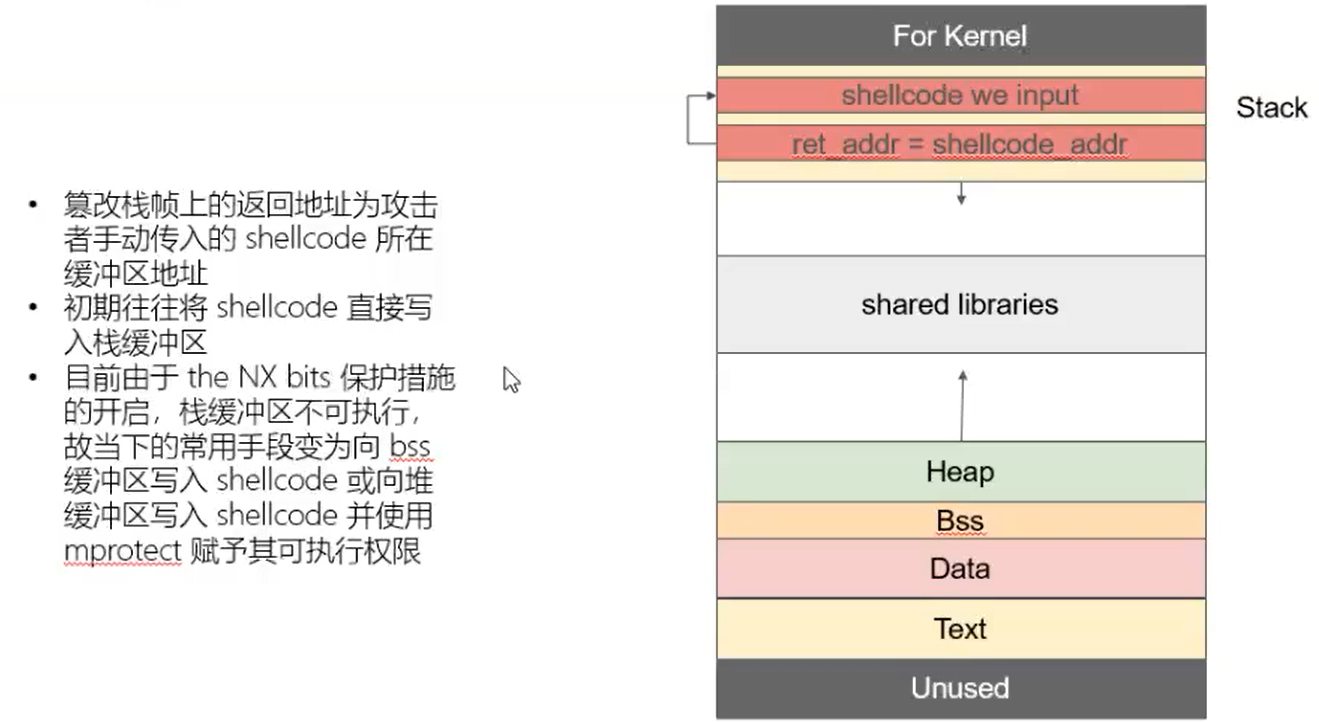 篡改栈帧上的返回地址为攻击
者手动传入的 shellcode 所在
缓冲区地址
初期往往将 shellcode 直接写
入栈缓冲区
目前由于 the NX bits 保护措施
的开启，栈缓冲区不可执行，
故当下的常用手段变为向 bss
缓冲区写入 shellcode 或向堆
缓冲区写入 shellcode 并使用
mprotect 赋予其可执行权限
For Kernel
shellcode we input
Stack
ret_addr = shellcode_addr
shared libraries
Heap
Bss
Data
Text
Unused